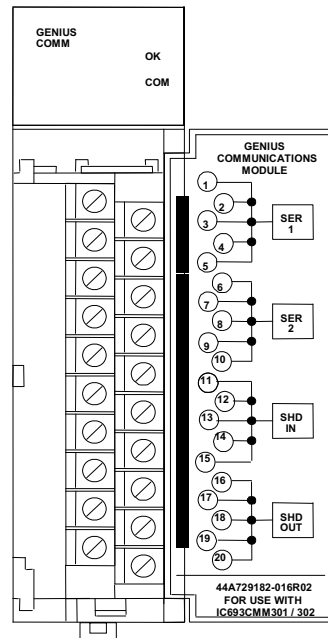 GENIUS
COMM
OK
COM
GENIUS
COMMUNICATIONS
MODULE
1
2
3
4
5
SER
1
6
7
8
9
10
SER
2
11
12
13
14
15
SHD
IN
16
17
18
19
20
SHD
OUT
44A729182-016R02
FOR USE WITH
IC693CMM301 / 302